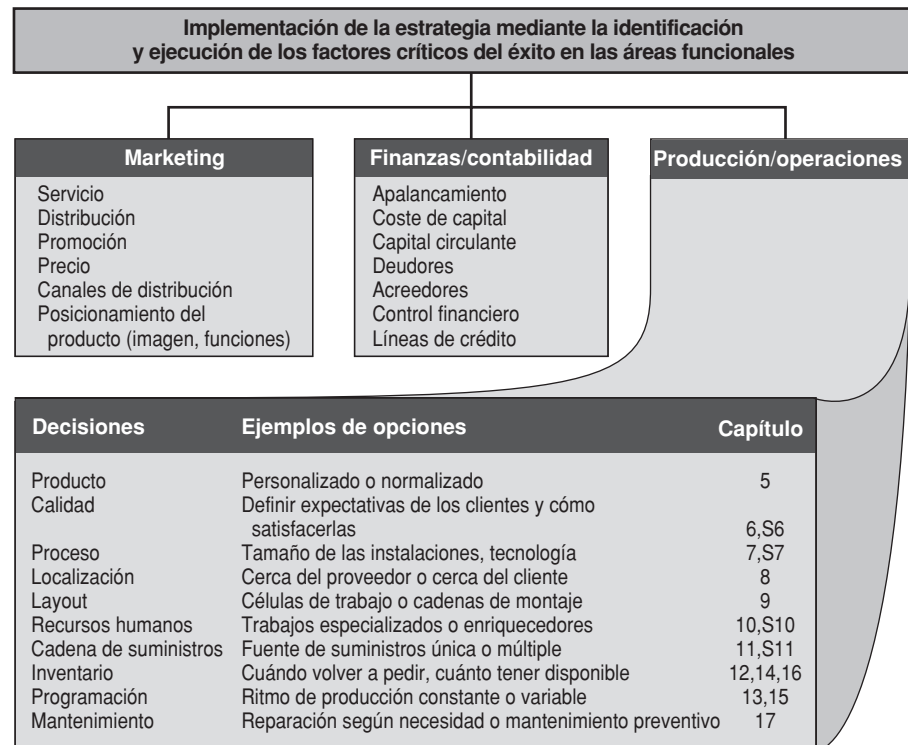 Implementación de la estrategia mediante la identificación
y ejecución de los factores críticos del éxito en las áreas funcionales
Marketing
Servicio
Distribución
Promoción
Precio
Canales de distribución
Posicionamiento del
producto (imagen, funciones)
Finanzas/contabilidad
Apalancamiento
Coste de capital
Capital circulante
Deudores
Acreedores
Control financiero
Líneas de crédito
Producción/operaciones
Decisiones Ejemplos de opciones Capítulo
Producto Personalizado o normalizado 5
Calidad Definir expectativas de los clientes y cómo
satisfacerlas 6,S6
Proceso Tamaño de las instalaciones, tecnología 7,S7
Localización Cerca del proveedor o cerca del cliente 8
Layout Células de trabajo o cadenas de montaje 9
Recursos humanos Trabajos especializados o enriquecedores 10,S10
Cadena de suministros Fuente de suministros única o múltiple 11,S11
Inventario Cuándo volver a pedir, cuánto tener disponible 12,14,16
Programación Ritmo de producción constante o variable 13,15
Mantenimiento Reparación según necesidad o mantenimiento preventivo 17